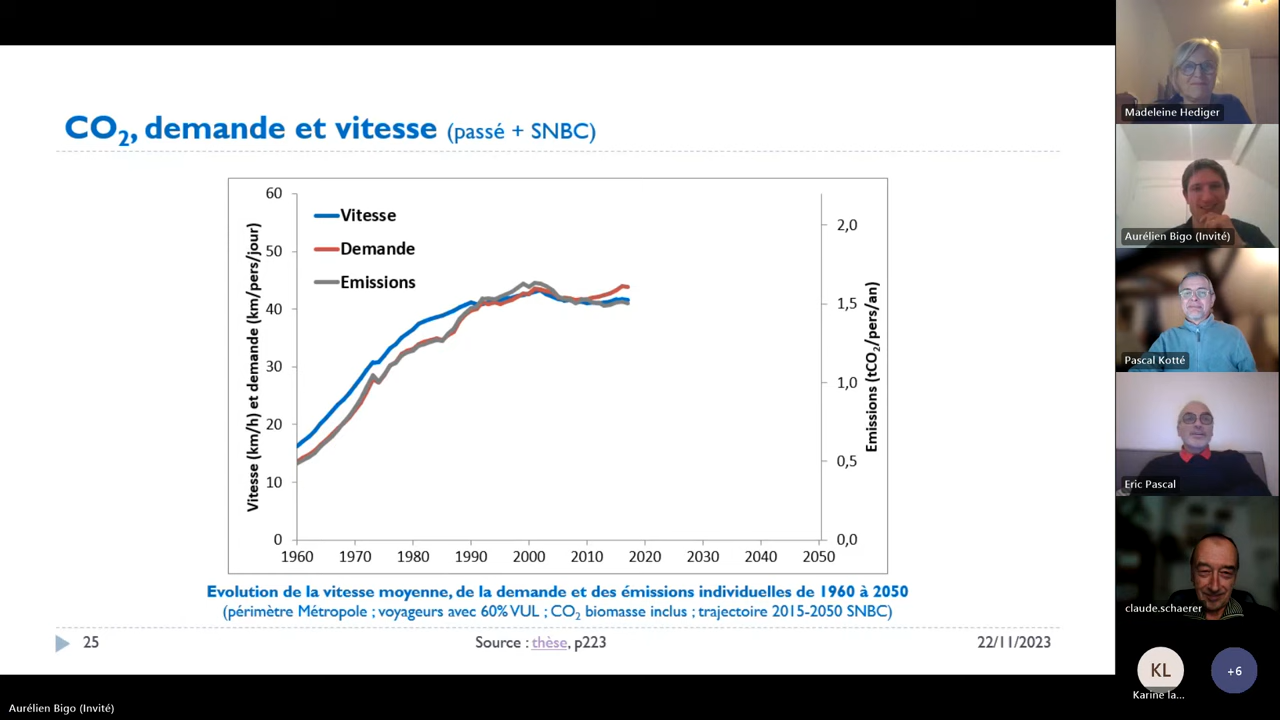 CO2, demande et vitesse (passé + SNBC)
Vitesse
Demande
Emissions
Vitesse (km/h) et demande (km/pers/jour)
60
50
40
30
20
10
0
2,0
1,5
1,0
0,5
0,0
Emissions (tCO2/pers/an)
1960 1970 1980 1990 2000 2010 2020 2030 2040 2050
Evolution de la vitesse moyenne, de la demande et des émissions individuelles de 1960 à 2050
(périmètre Métropole ; voyageurs avec 60% VUL ; CO2 biomasse inclus ; trajectoire 2015-2050 SNBC)
25
Source : thèse, p223
22/11/2023
Madeleine Hediger
Aurélien Bigo (Invité)
Pascal Kotté
Eric Pascal
claude.schaerer
KL
Karine la...
+6
Aurélien Bigo (Invité)